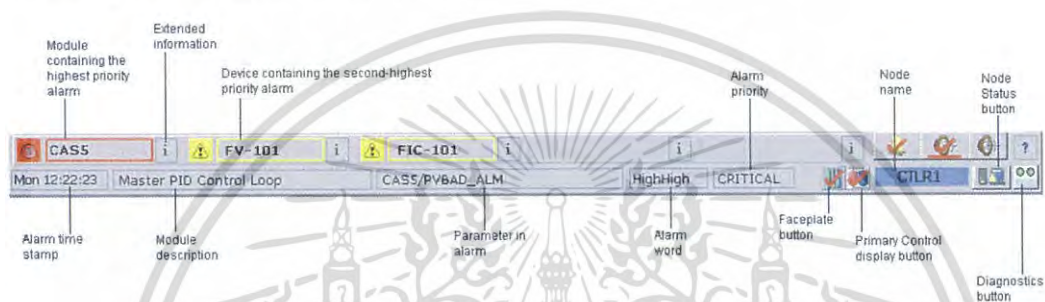 Extended
information
Module
containing the
highest priority
alarm
Device containing the second-highest
priority alarm
Alarm
priority
Node
name
Node
Status
button
CAS5
i
FV-101
i
FIC-101
i
i
i
?
Mon 12:22:23
Master PID Control Loop
CAS5/PVBAD_ALM
HighHigh
CRITICAL
CTLR1
Alarm time
stamp
Module
description
Parameter in
alarm
Alarm
word
Faceplate
button
Primary Control
display button
Diagnostics
button